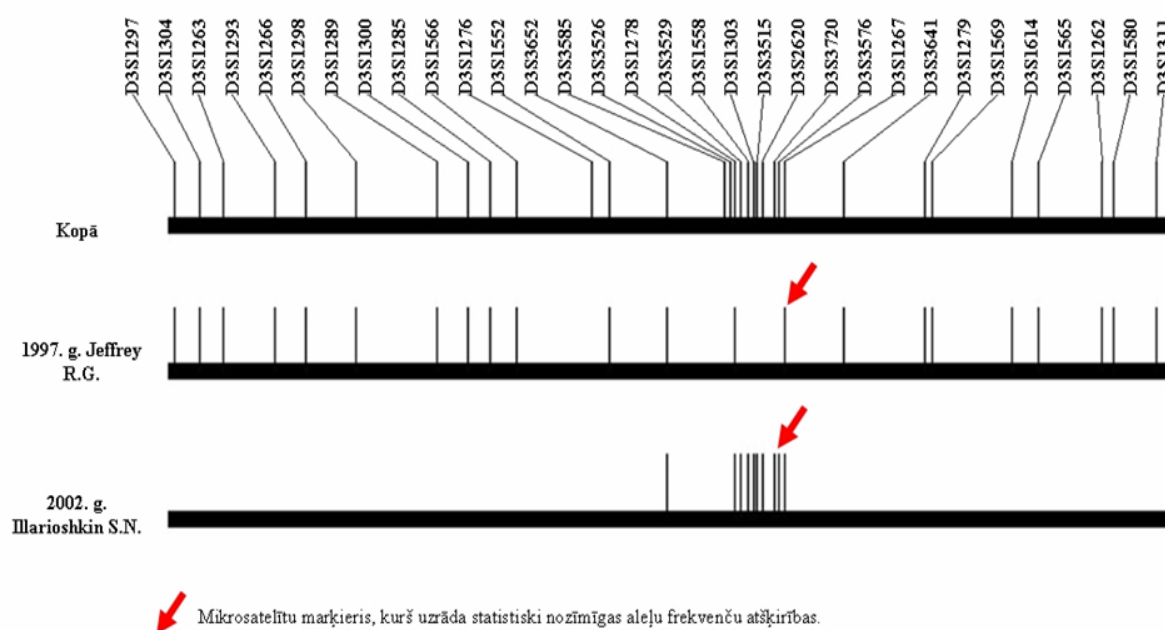 D3S1297
D3S1304
D3S1263
D3S1293
D3S1266
D3S1298
D3S1289
D3S1300
D3S1285
D3S1566
D3S1276
D3S1552
D3S3652
D3S3585
D3S3526
D3S1278
D3S3529
D3S1558
D3S1303
D3S3515
D3S2620
D3S3720
D3S3576
D3S1267
D3S3641
D3S1279
D3S1569
D3S1614
D3S1565
D3S1262
D3S1580
D3S1311
Kopā
1997. g. Jeffrey
R.G.
2002. g.
Illarioshkin S.N.
Mikrosatelītu marķieris, kurš uzrāda statistiski nozīmīgas aleļu frekvenču atšķirības.